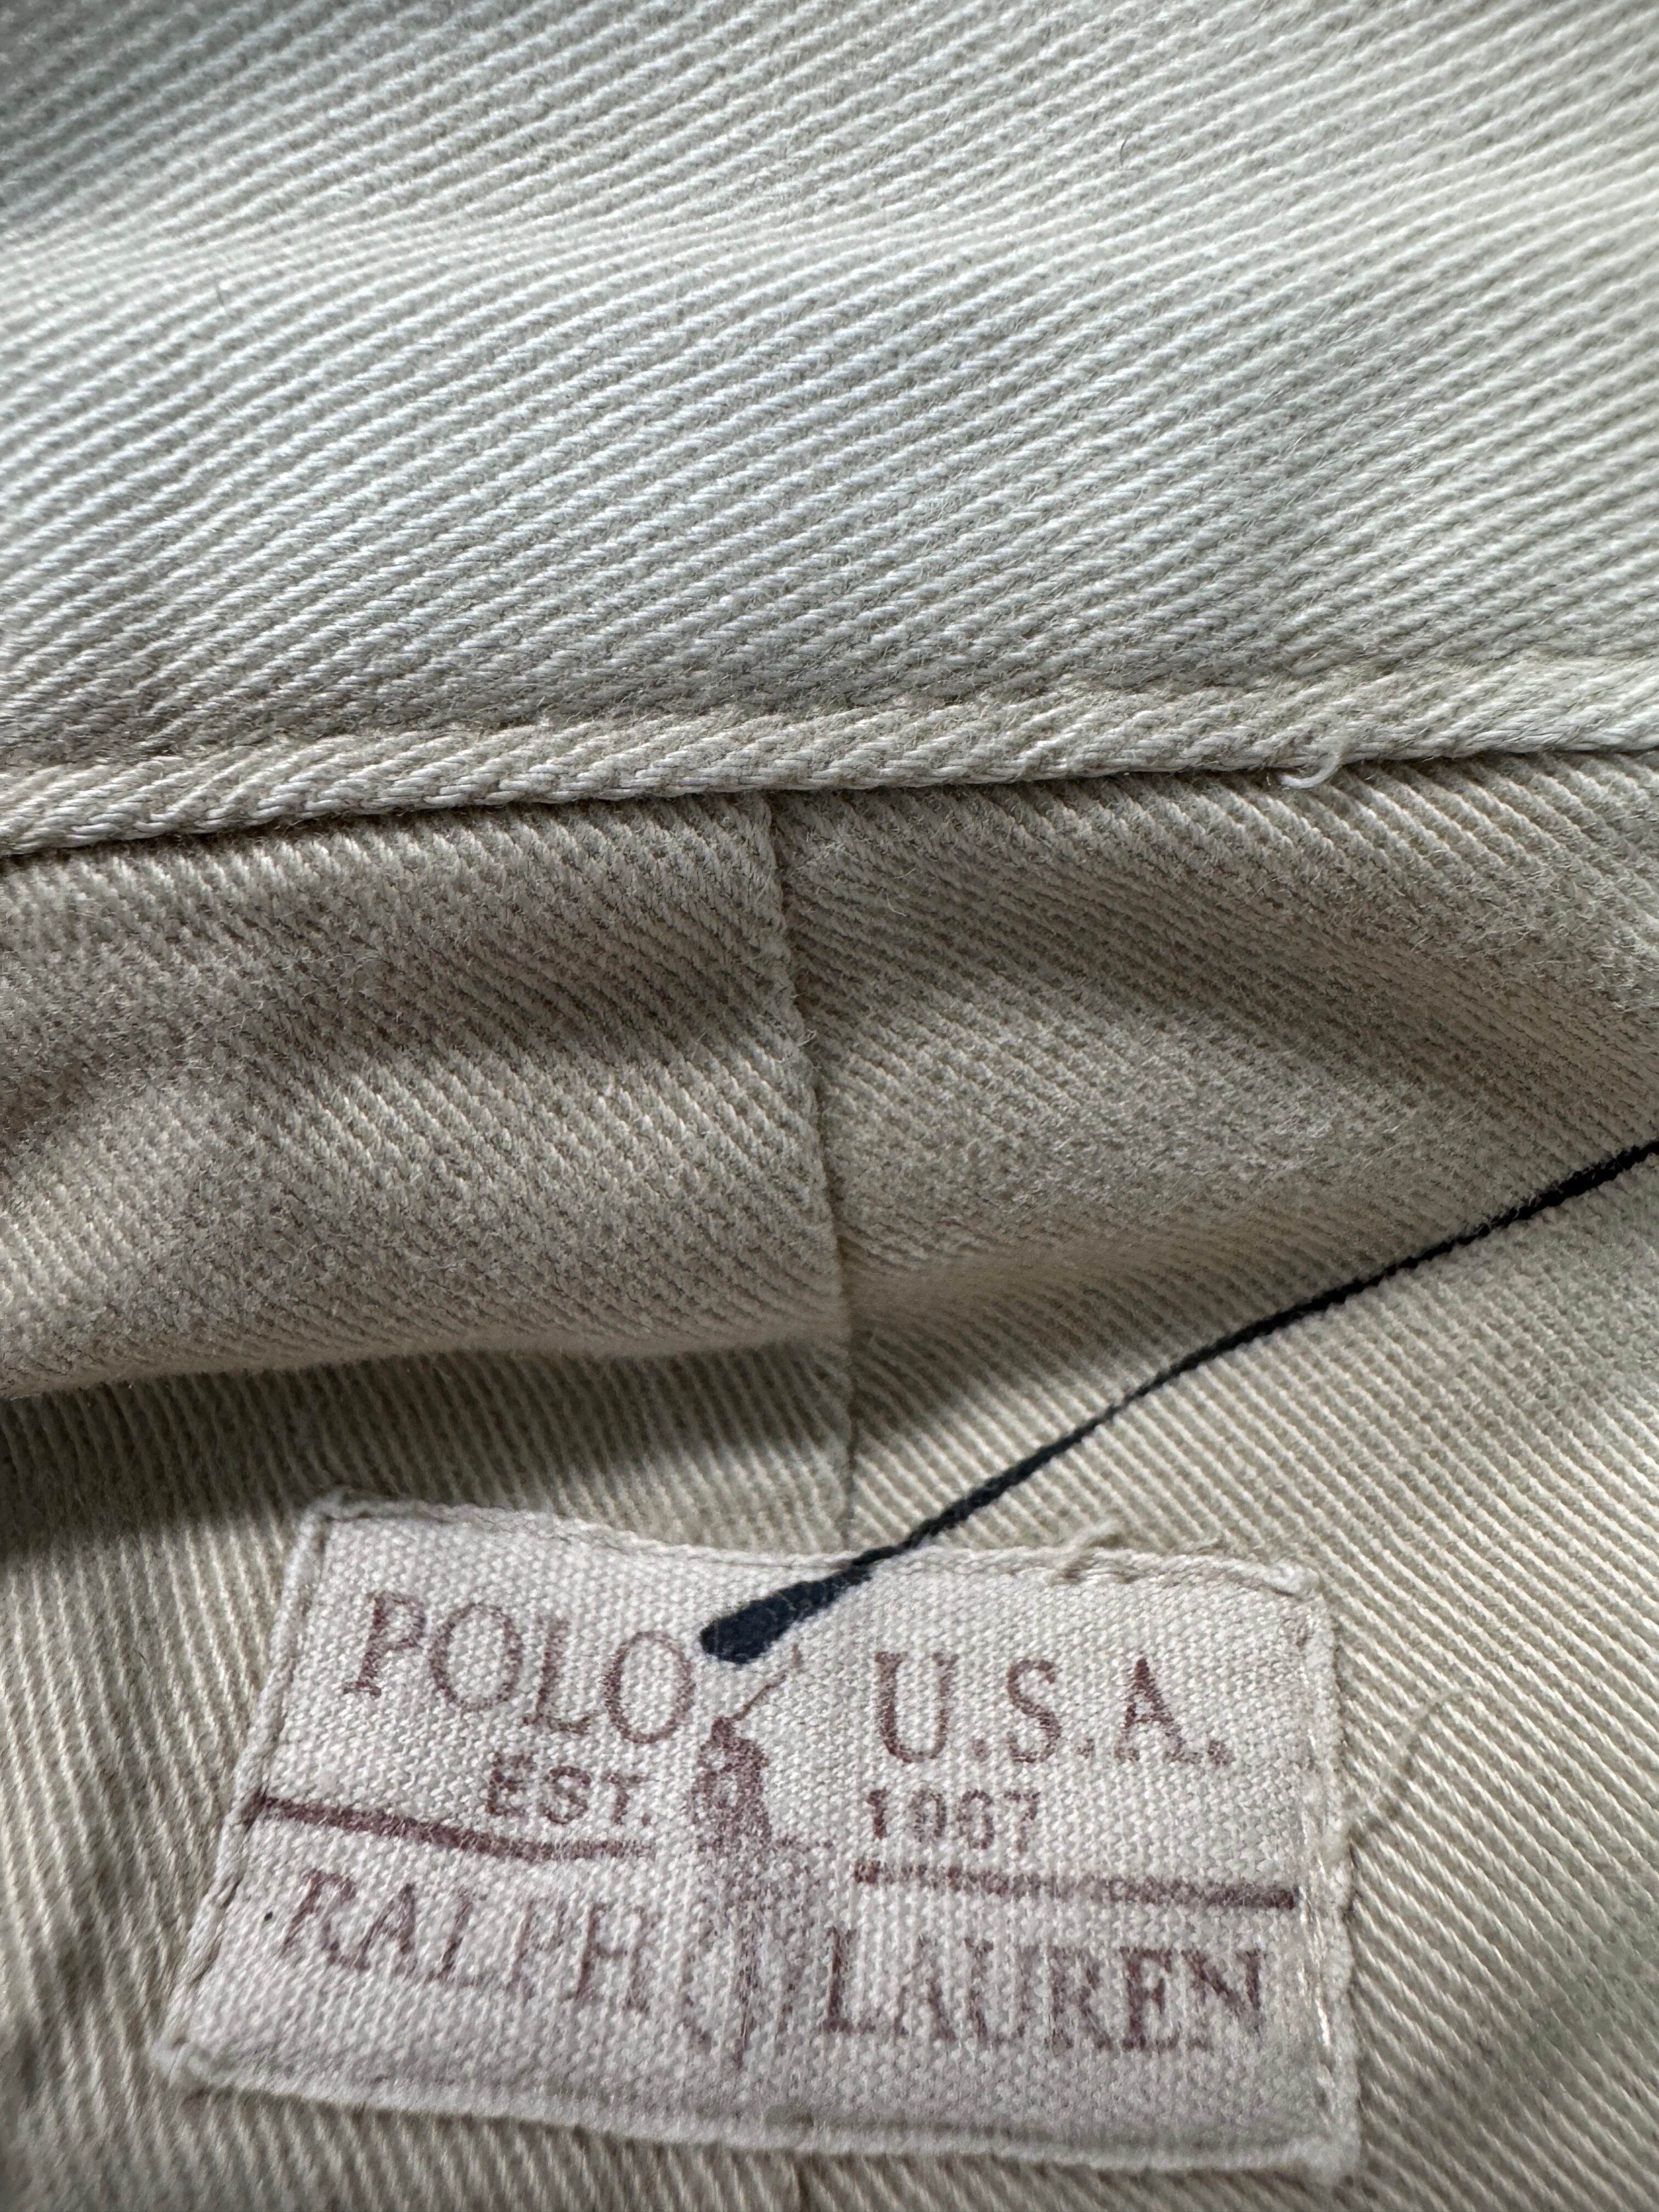 POLO U.S.A.
EST. 1967
RALPH LAUREN